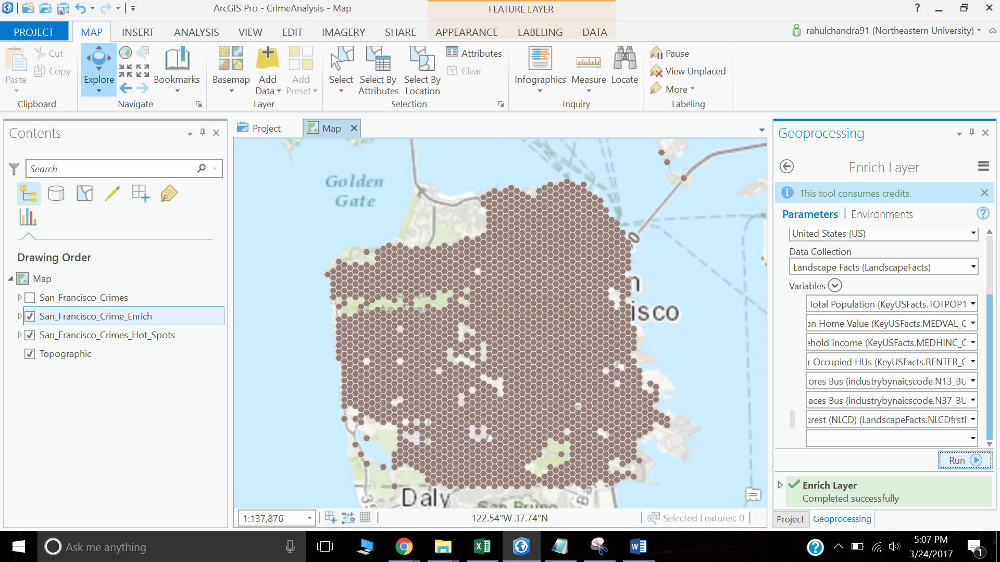 ArcGIS Pro - CrimeAnalysis - Map
FEATURE LAYER
PROJECT
MAP
INSERT
ANALYSIS
VIEW
EDIT
IMAGERY
SHARE
APPEARANCE
LABELING
DATA
rahulchandra91 (Northeastern University)
Paste
Cut
Copy
Clipboard
Explore
Bookmarks
Navigate
Basemap
Add Data
Add Preset
Layer
Select
Select By Attributes
Select By Location
Attributes
Clear
Selection
Infographics
Measure
Locate
Inquiry
Pause
View Unplaced
More
Labeling
Contents
Search
Drawing Order
Map
San_Francisco_Crimes
San_Francisco_Crime_Enrich
San_Francisco_Crimes_Hot_Spots
Topographic
Project
Map
Golden
Gate
isco
Daly
San Bruno
1:137,876
122.54°W 37.74°N
Selected Features: 0
Geoprocessing
Enrich Layer
This tool consumes credits.
Parameters | Environments
United States (US)
Data Collection
Landscape Facts (LandscapeFacts)
Variables
Total Population (KeyUSFacts.TOTPOP1
an Home Value (KeyUSFacts.MEDVAL_C
ehold Income (KeyUSFacts.MEDHINC_C
r Occupied HUs (KeyUSFacts.RENTER_C
ores Bus (industrybynaicscode.N13_BU
aces Bus (industrybynaicscode.N37_BU
orest (NLCD) (LandscapeFacts.NLCDfrstI
Run
Enrich Layer
Completed successfully
Project
Geoprocessing
Ask me anything
5:07 PM
3/24/2017
1